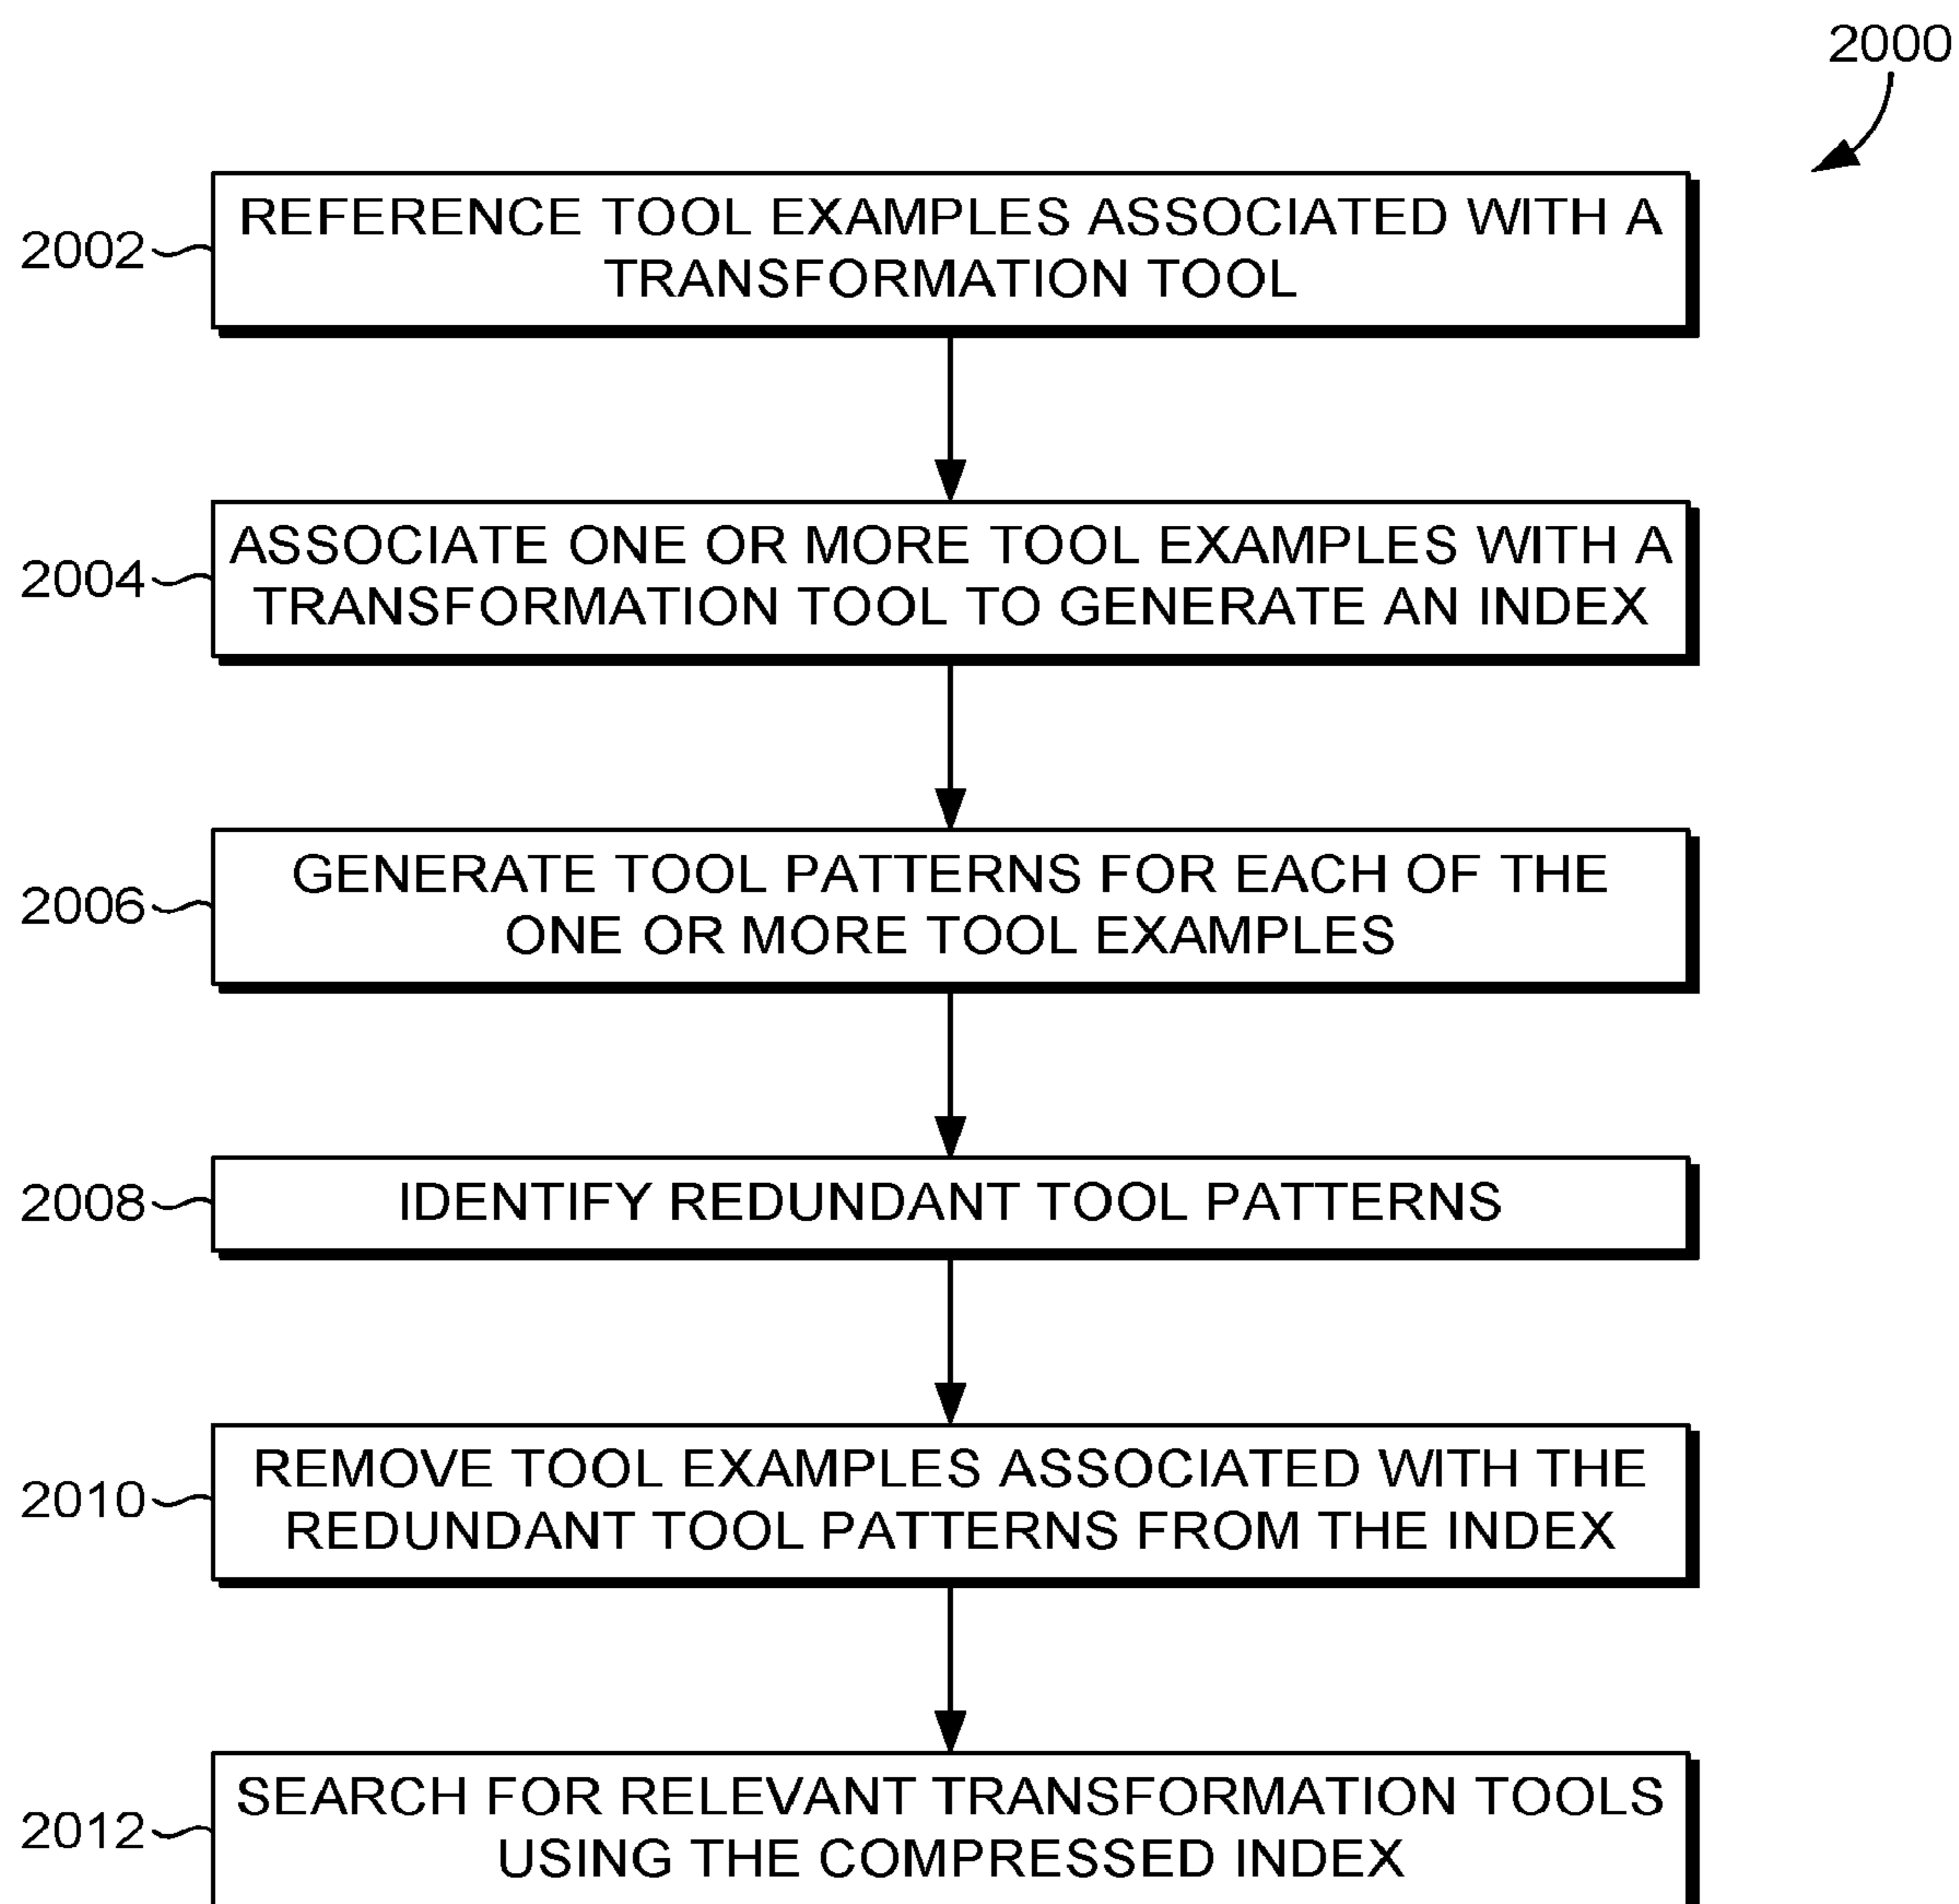 2000
2002
REFERENCE TOOL EXAMPLES ASSOCIATED WITH A
TRANSFORMATION TOOL
2004
ASSOCIATE ONE OR MORE TOOL EXAMPLES WITH A
TRANSFORMATION TOOL TO GENERATE AN INDEX
2006
GENERATE TOOL PATTERNS FOR EACH OF THE
ONE OR MORE TOOL EXAMPLES
2008
IDENTIFY REDUNDANT TOOL PATTERNS
2010
REMOVE TOOL EXAMPLES ASSOCIATED WITH THE
REDUNDANT TOOL PATTERNS FROM THE INDEX
2012
SEARCH FOR RELEVANT TRANSFORMATION TOOLS
USING THE COMPRESSED INDEX